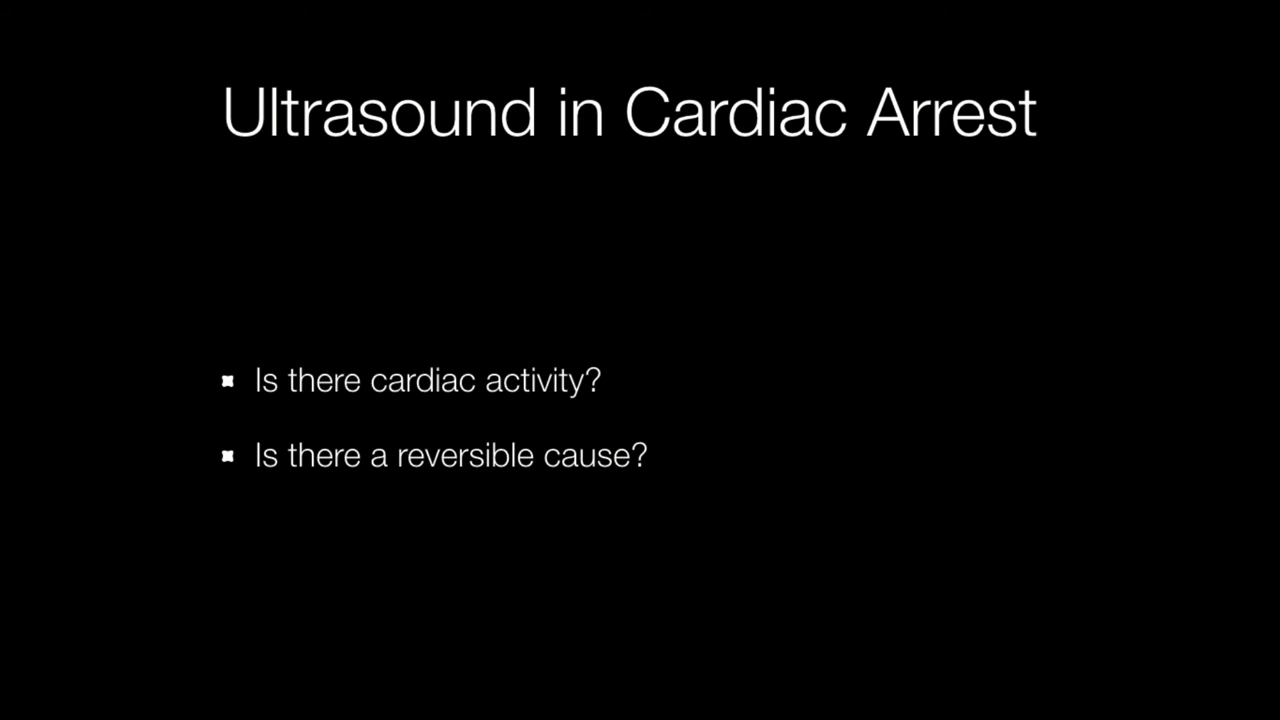 Ultrasound in Cardiac Arrest
Is there cardiac activity?
Is there a reversible cause?